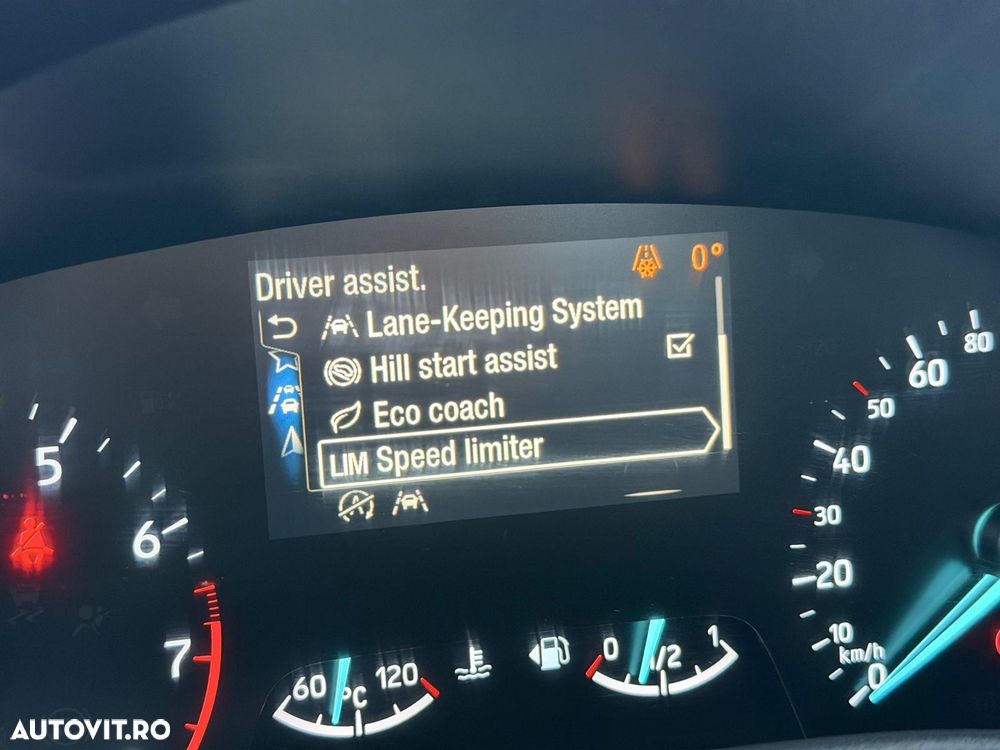 0°
Driver assist.
Lane-Keeping System
Hill start assist
Eco coach
LIM Speed limiter
5
6
7
60
°C
120
0
1/2
1
80
60
50
40
30
20
10
km/h
0
AUTOVIT.RO